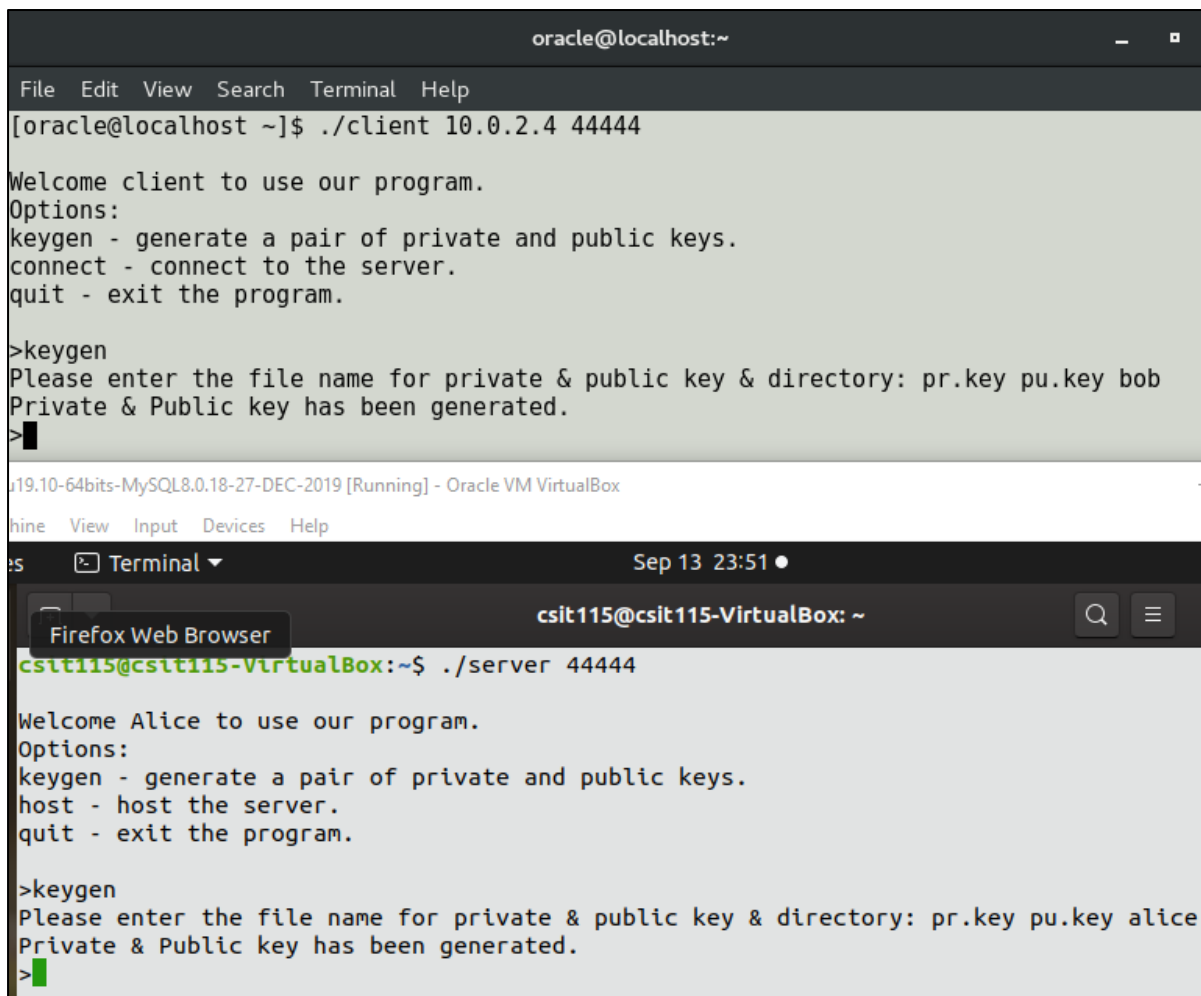 oracle@localhost:~
File Edit View Search Terminal Help
[oracle@localhost ~]$ ./client 10.0.2.4 44444
Welcome client to use our program.
Options:
keygen - generate a pair of private and public keys.
connect - connect to the server.
quit - exit the program.
>keygen
Please enter the file name for private & public key & directory: pr.key pu.key bob
Private & Public key has been generated.
>
u19.10-64bits-MySQL8.0.18-27-DEC-2019 [Running] - Oracle VM VirtualBox
hine View Input Devices Help
es Terminal Sep 13 23:51
csit115@csit115-VirtualBox: ~
Firefox Web Browser
csit115@csit115-VirtualBox:~$ ./server 44444
Welcome Alice to use our program.
Options:
keygen - generate a pair of private and public keys.
host - host the server.
quit - exit the program.
>keygen
Please enter the file name for private & public key & directory: pr.key pu.key alice
Private & Public key has been generated.
>